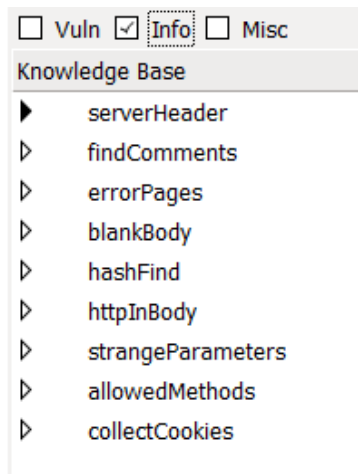 Vuln Info Misc
Knowledge Base
serverHeader
findComments
errorPages
blankBody
hashFind
httpInBody
strangeParameters
allowedMethods
collectCookies